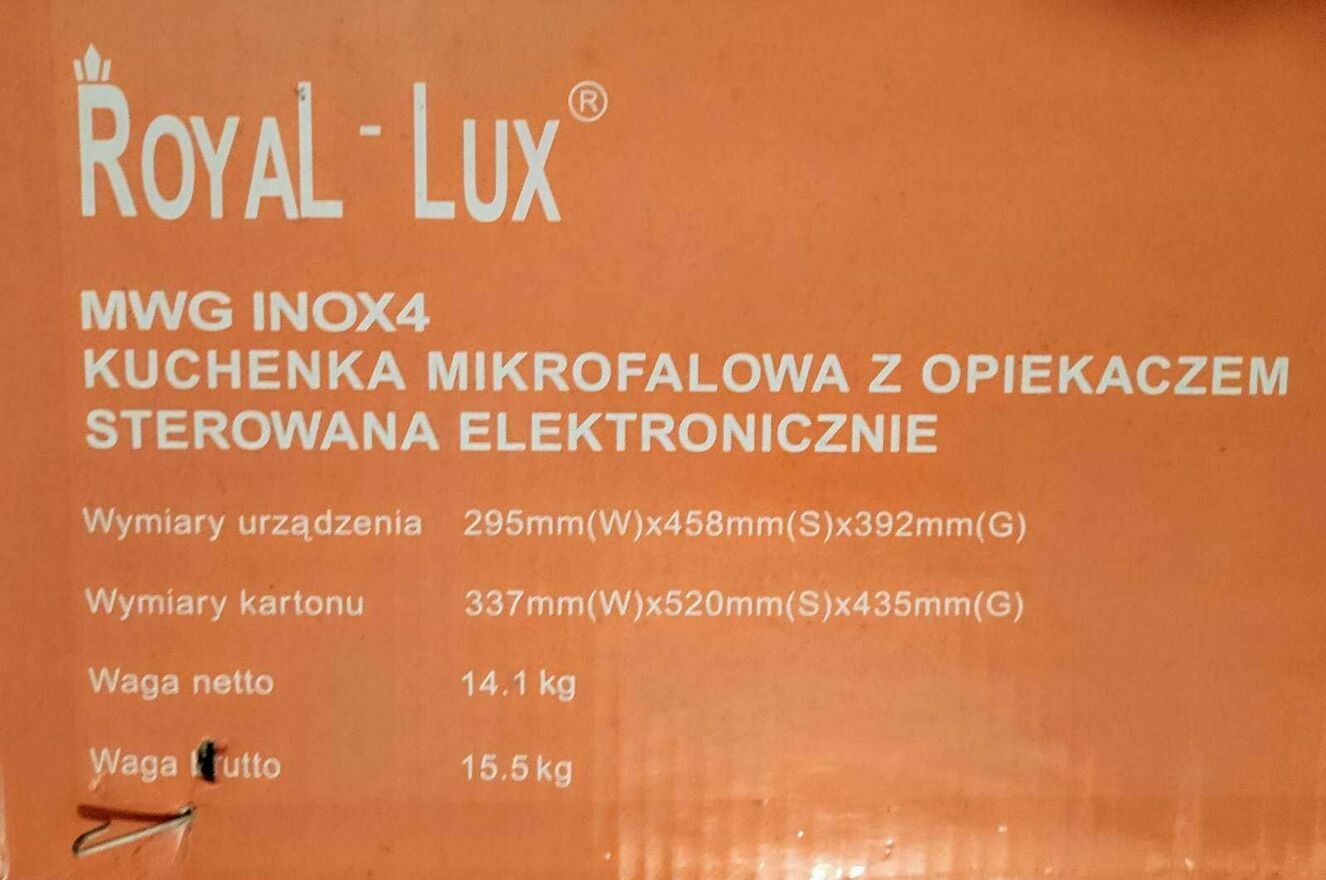 ROYAL - LUX ®
MWG INOX4
KUCHENKA MIKROFALOWA Z OPIEKACZEM
STEROWANA ELEKTRONICZNIE
Wymiary urządzenia 295mm(W)x458mm(S)x392mm(G)
Wymiary kartonu 337mm(W)x520mm(S)x435mm(G)
Waga netto 14.1 kg
Waga brutto 15.5 kg